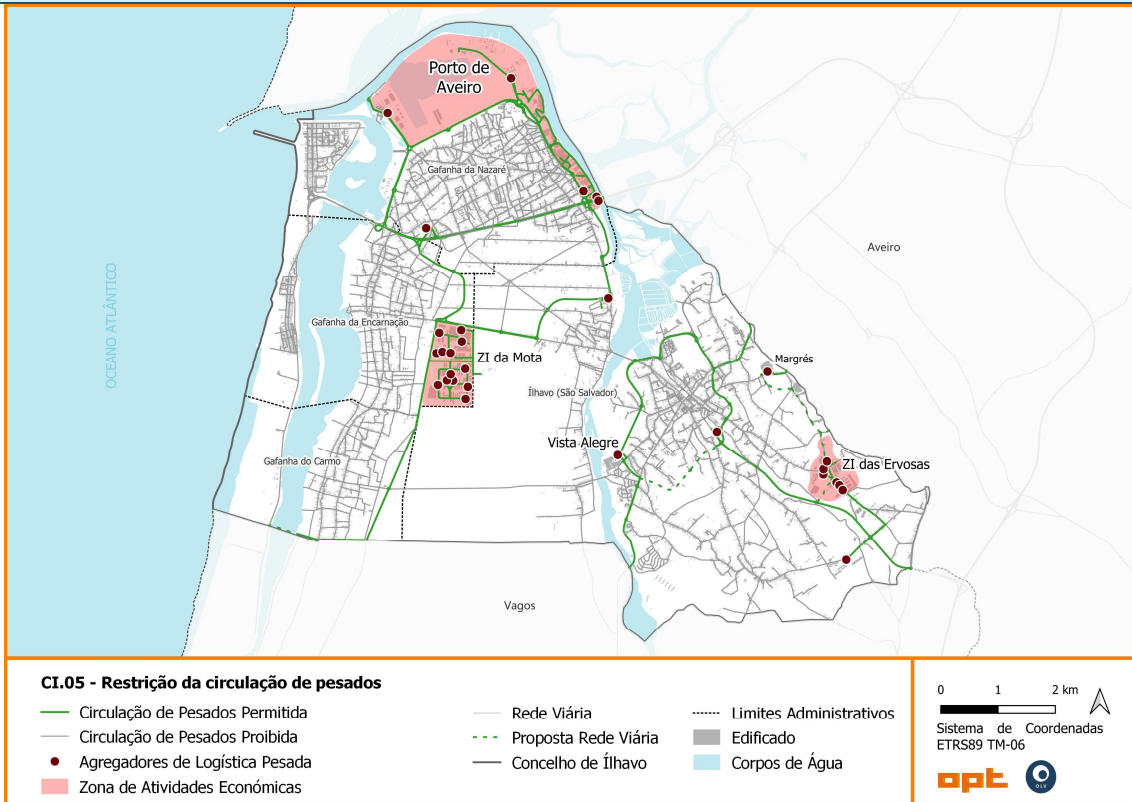 Porto de
Aveiro
Gafanha da Nazaré
Aveiro
OCEANO ATLÂNTICO
Gafanha da Encarnação
ZI da Mota
Margrés
Ílhavo (São Salvador)
Vista Alegre
Gafanha do Carmo
ZI das Ervosas
Vagos
CI.05 - Restrição da circulação de pesados
Circulação de Pesados Permitida
Circulação de Pesados Proibida
Agregadores de Logística Pesada
Zona de Atividades Económicas
Rede Viária
Proposta Rede Viária
Concelho de Ílhavo
Limites Administrativos
Edificado
Corpos de Água
0 1 2 km
Sistema de Coordenadas
ETRS89 TM-06
opt
OLV